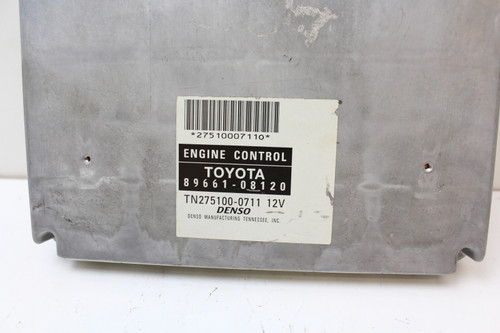 *27510007110*
ENGINE CONTROL
TOYOTA
89661-08120
TN275100-0711 12V
DENSO
DENSO MANUFACTURING TENNESSEE, INC.